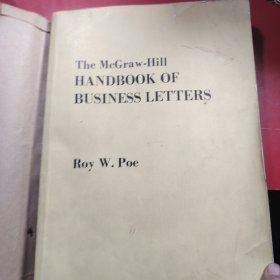 The McGraw-Hill
HANDBOOK OF
BUSINESS LETTERS
Roy W. Poe